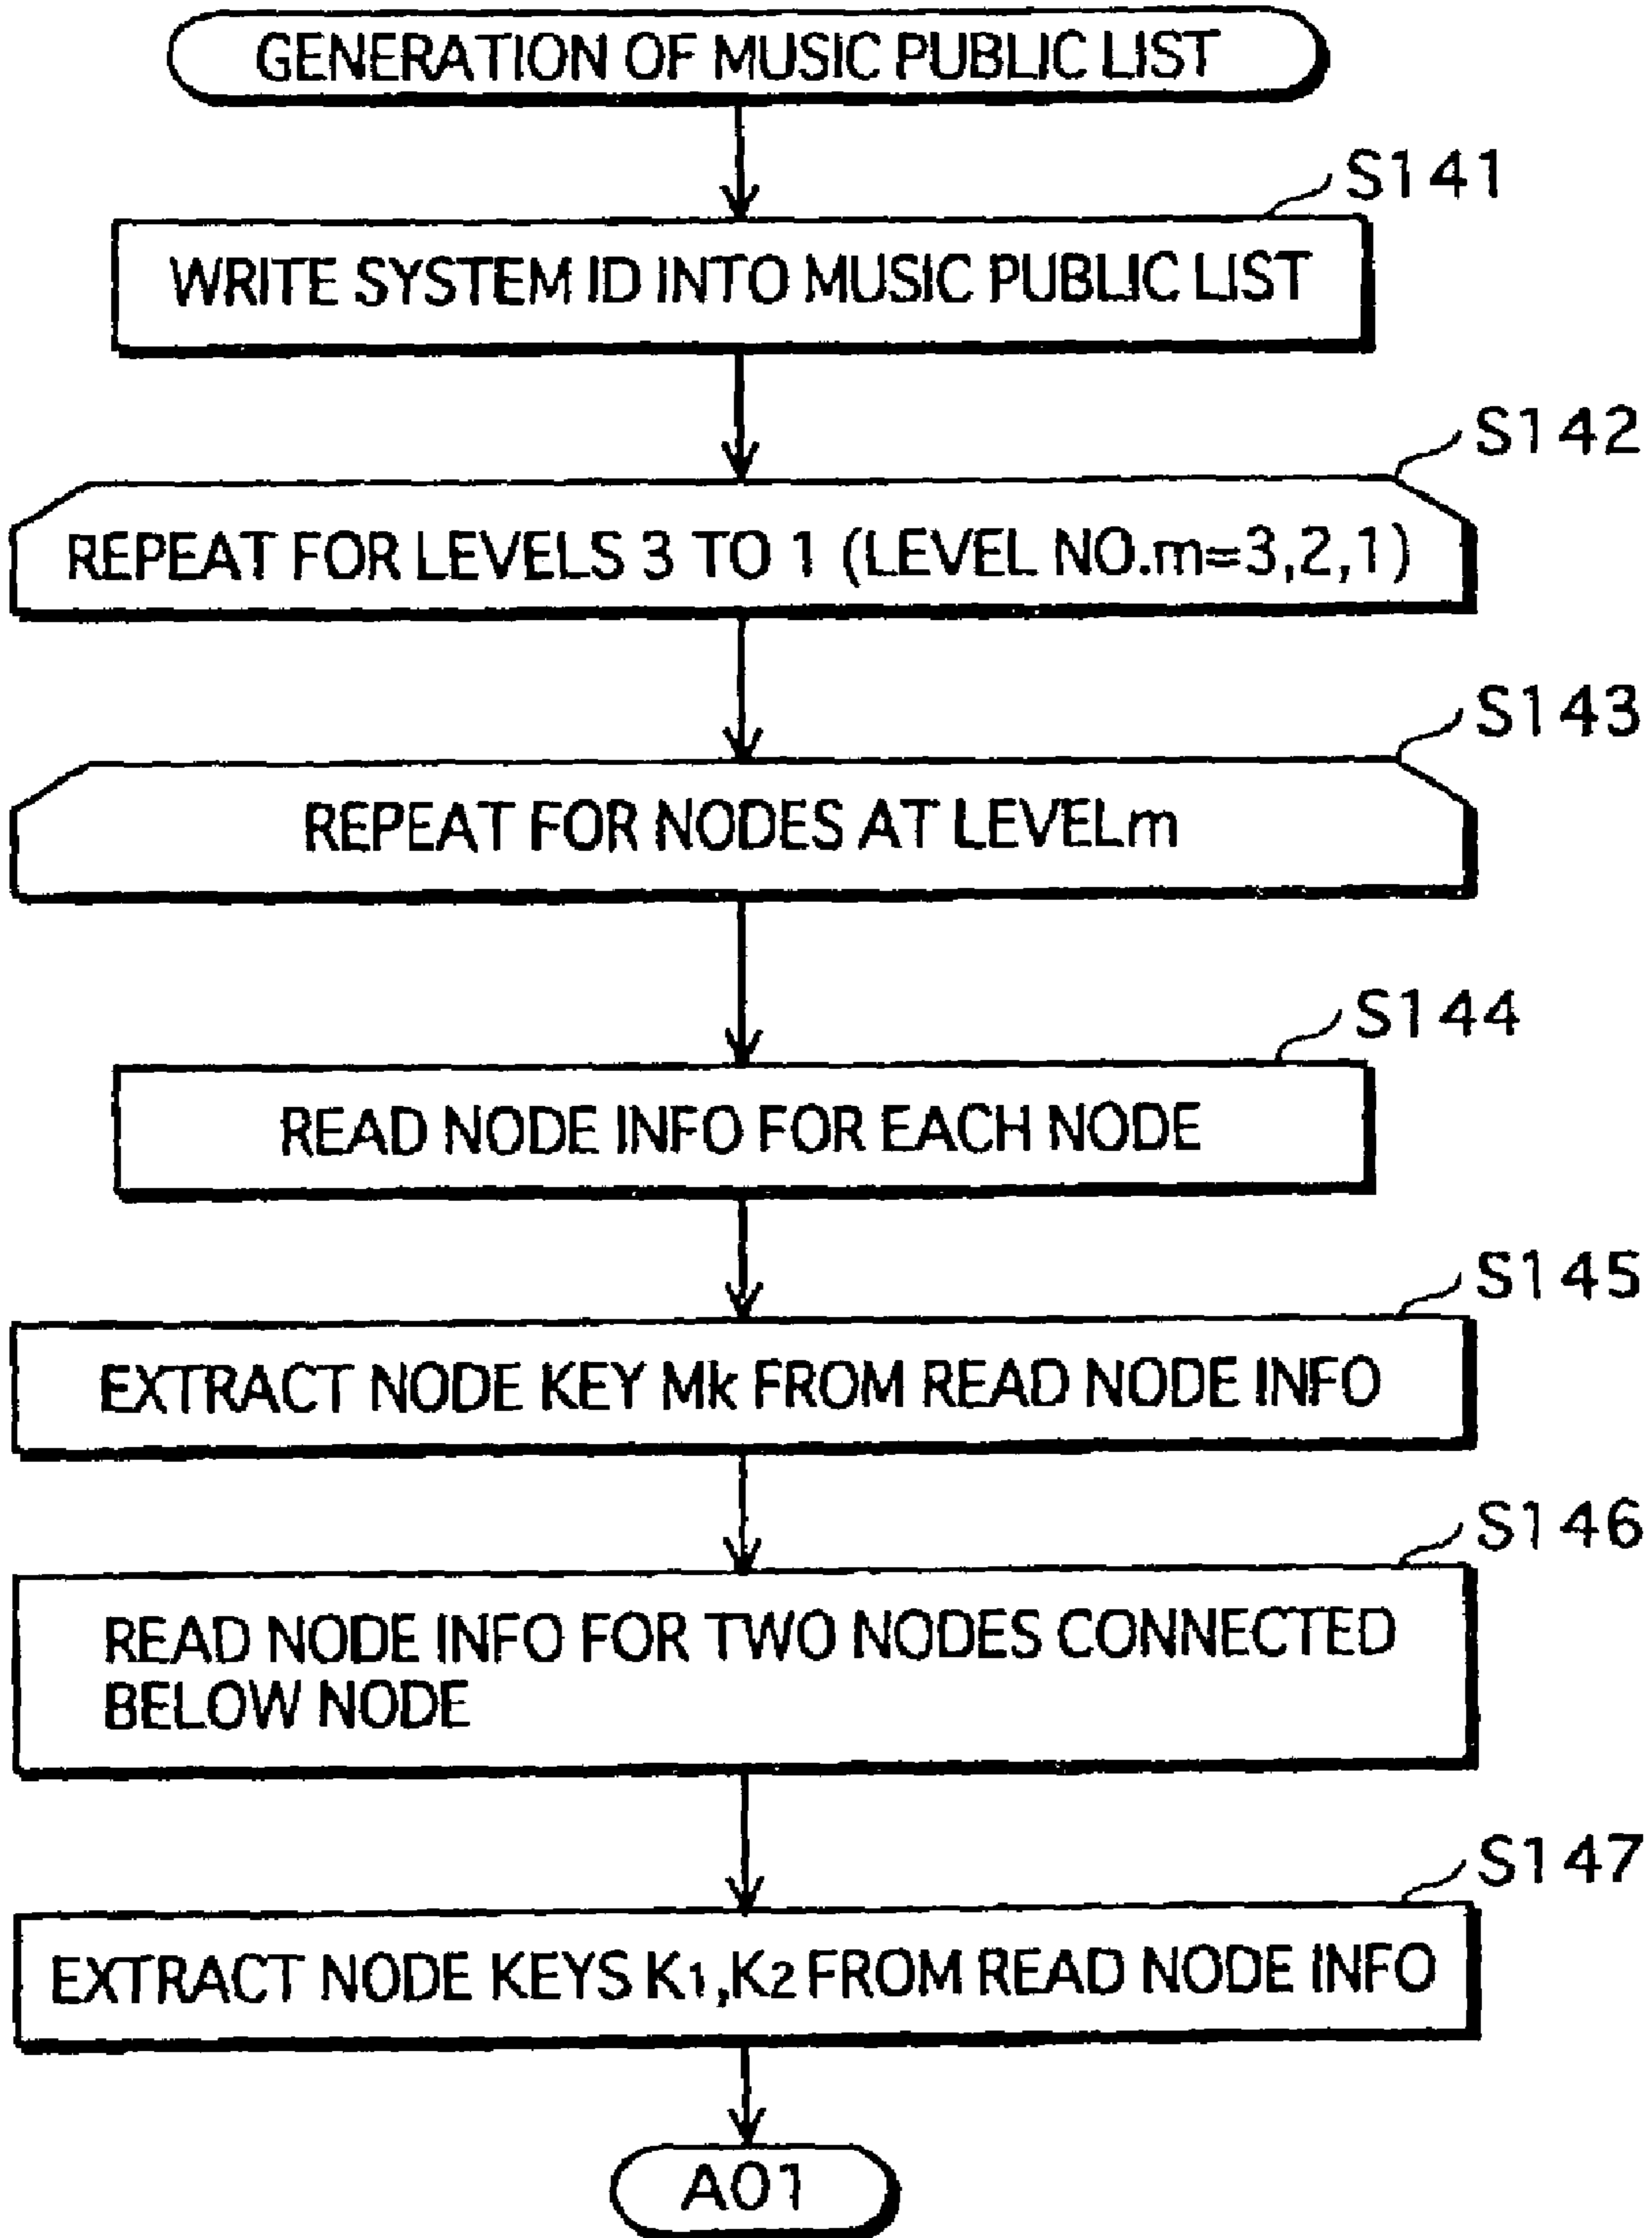 GENERATION OF MUSIC PUBLIC LIST
S141
WRITE SYSTEM ID INTO MUSIC PUBLIC LIST
S142
REPEAT FOR LEVELS 3 TO 1 (LEVEL NO.m=3,2,1)
S143
REPEAT FOR NODES AT LEVELm
S144
READ NODE INFO FOR EACH NODE
S145
EXTRACT NODE KEY Mk FROM READ NODE INFO
S146
READ NODE INFO FOR TWO NODES CONNECTED
BELOW NODE
S147
EXTRACT NODE KEYS K1,K2 FROM READ NODE INFO
A01